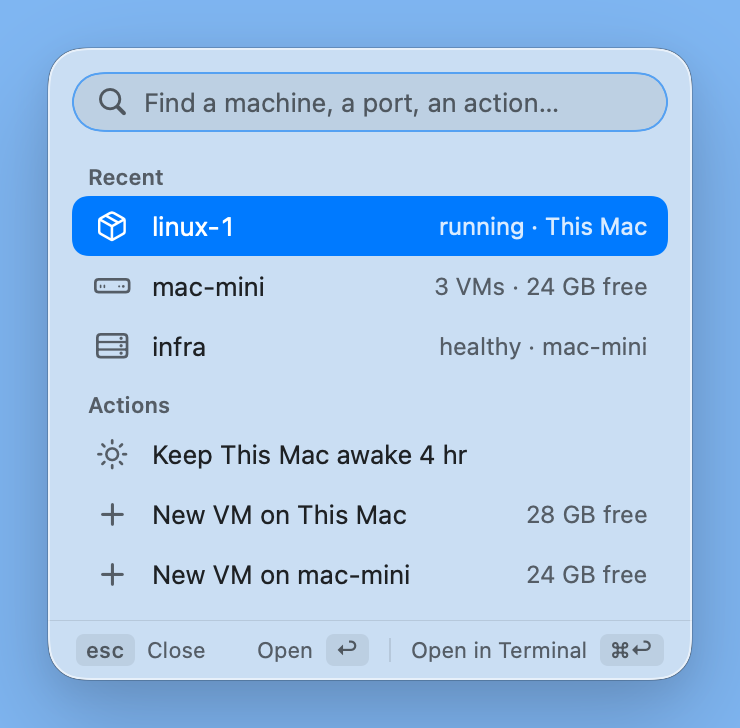 Find a machine, a port, an action...
Recent
linux-1 running · This Mac
mac-mini 3 VMs · 24 GB free
infra healthy · mac-mini
Actions
Keep This Mac awake 4 hr
New VM on This Mac 28 GB free
New VM on mac-mini 24 GB free
esc Close Open ↩ Open in Terminal ⌘↩